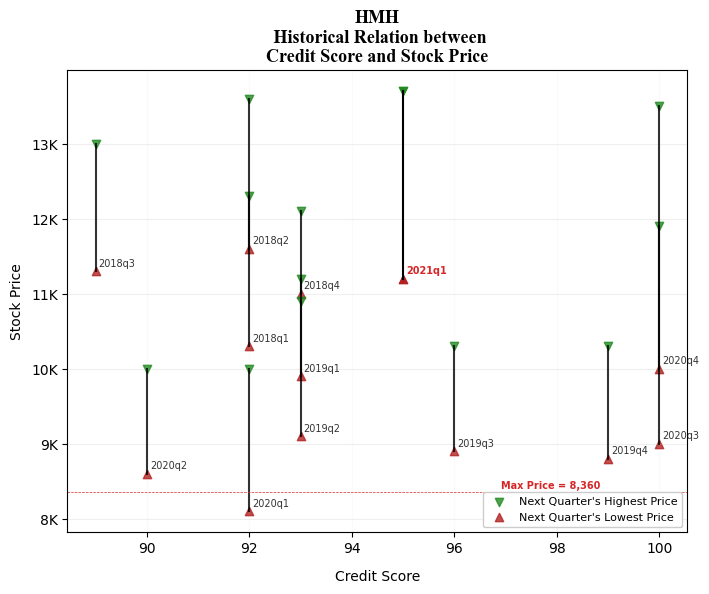 HMH
Historical Relation between
Credit Score and Stock Price
Stock Price
13K
12K
11K
10K
9K
8K
2018q3
2018q2
2018q4
2021q1
2018q1
2019q1
2020q4
2019q2
2020q3
2019q3
2019q4
2020q2
2020q1
Max Price = 8,360
Next Quarter's Highest Price
Next Quarter's Lowest Price
90
92
94
96
98
100
Credit Score